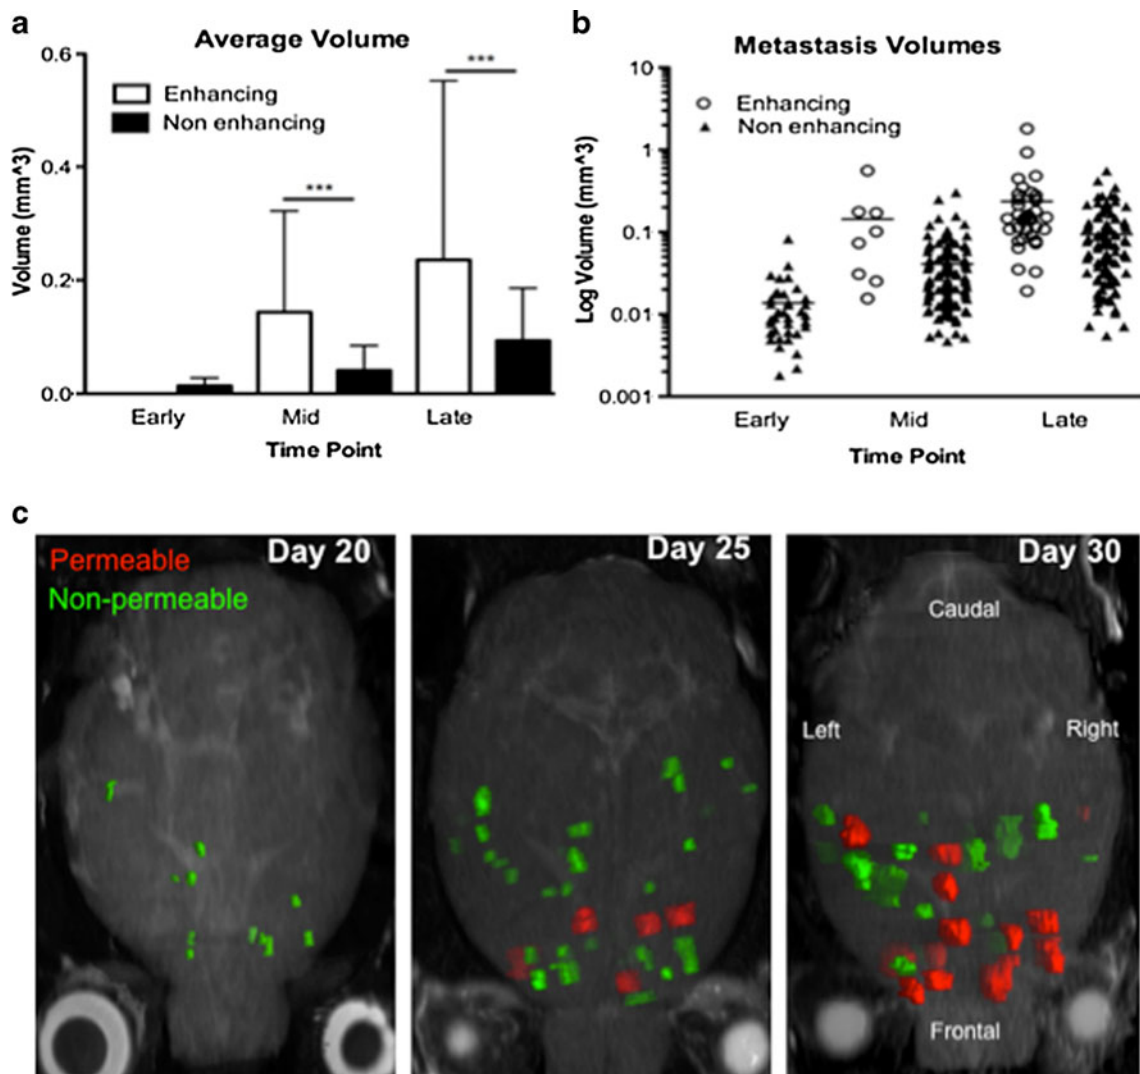 a
Average Volume
***
***
Enhancing
Non enhancing
Volume (mm^3)
0.6
0.4
0.2
0.0
Early Mid Late
Time Point
b
Metastasis Volumes
Enhancing
Non enhancing
Log Volume (mm^3)
10
1
0.1
0.01
0.001
Early Mid Late
Time Point
c
Permeable
Non-permeable
Day 20
Day 25
Day 30
Caudal
Left
Right
Frontal